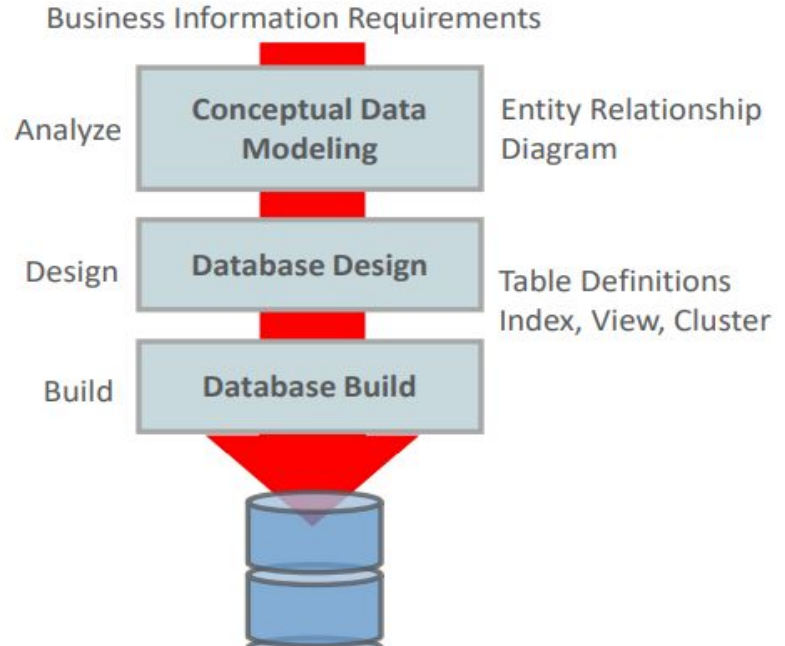 Business Information Requirements
Analyze
Conceptual Data
Modeling
Entity Relationship
Diagram
Design
Database Design
Table Definitions
Index, View, Cluster
Build
Database Build